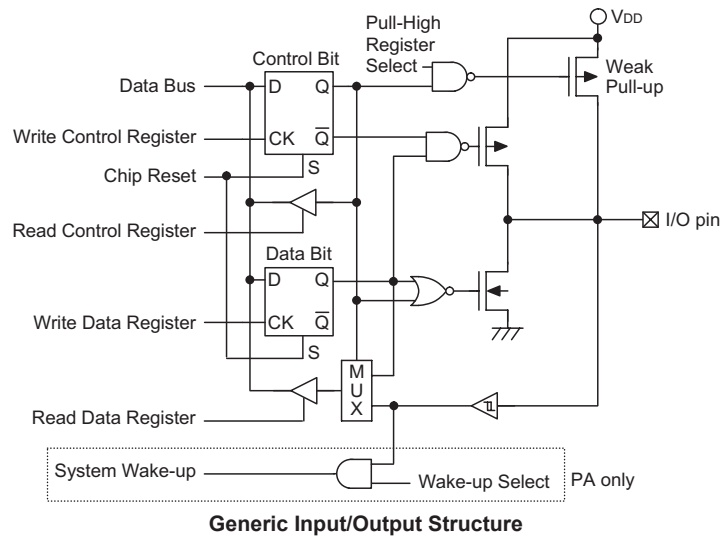 VDD
Pull-High
Register
Select
Control Bit
Weak
Pull-up
Data Bus
D
Q
Write Control Register
CK
Q
Chip Reset
S
Read Control Register
I/O pin
Data Bit
D
Q
Write Data Register
CK
Q
S
M
U
X
Read Data Register
System Wake-up
Wake-up Select
PA only
Generic Input/Output Structure